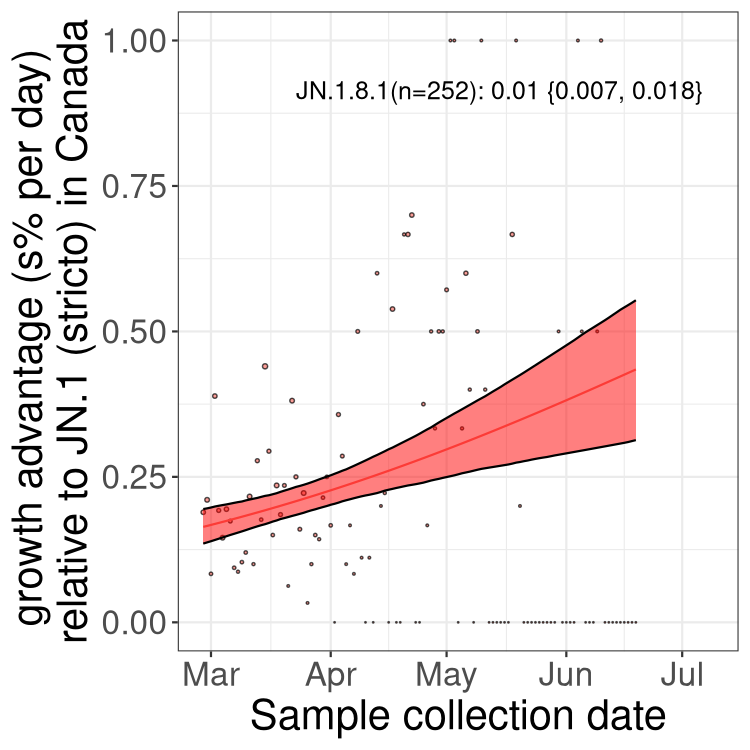 growth advantage (s% per day)
relative to JN.1 (stricto) in Canada
1.00
0.75
0.50
0.25
0.00
JN.1.8.1(n=252): 0.01 {0.007, 0.018}
Mar Apr May Jun Jul
Sample collection date